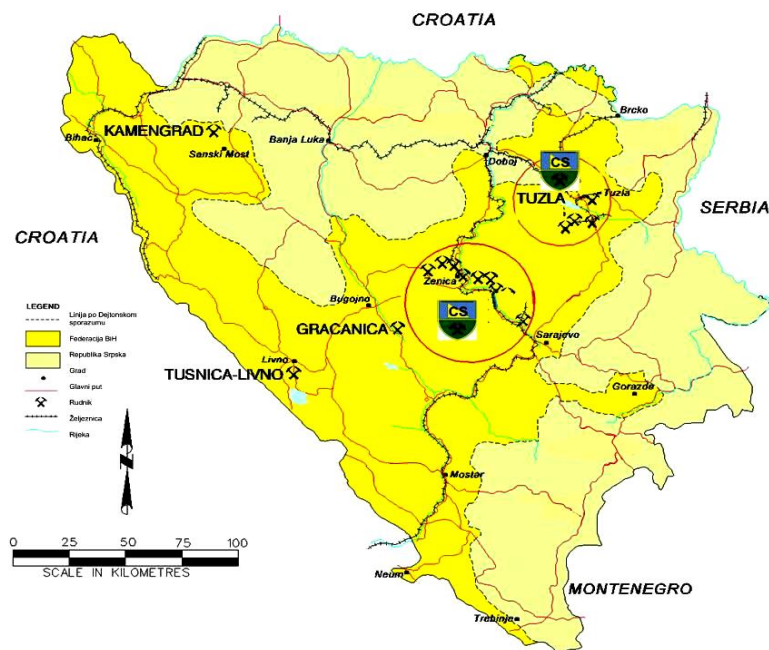 CROATIA
Brcko
KAMENGRAD
Bihac
Banja Luka
Sanski Most
Doboj
CS
TUZLA
Tuzla
SERBIA
CROATIA
Zenica
Bugojno
CS
GRACANICA
Sarajevo
Livno
TUSNICA-LIVNO
Gorazde
LEGEND
Linija po Dejtonskom
sporazumu
Federacija BiH
Republika Srpska
Grad
Glavni put
Rudnik
Željezrvca
Rijeka
N
Mostar
0 25 50 75 100
SCALE IN KILOMETRES
Neum
MONTENEGRO
Trebinje